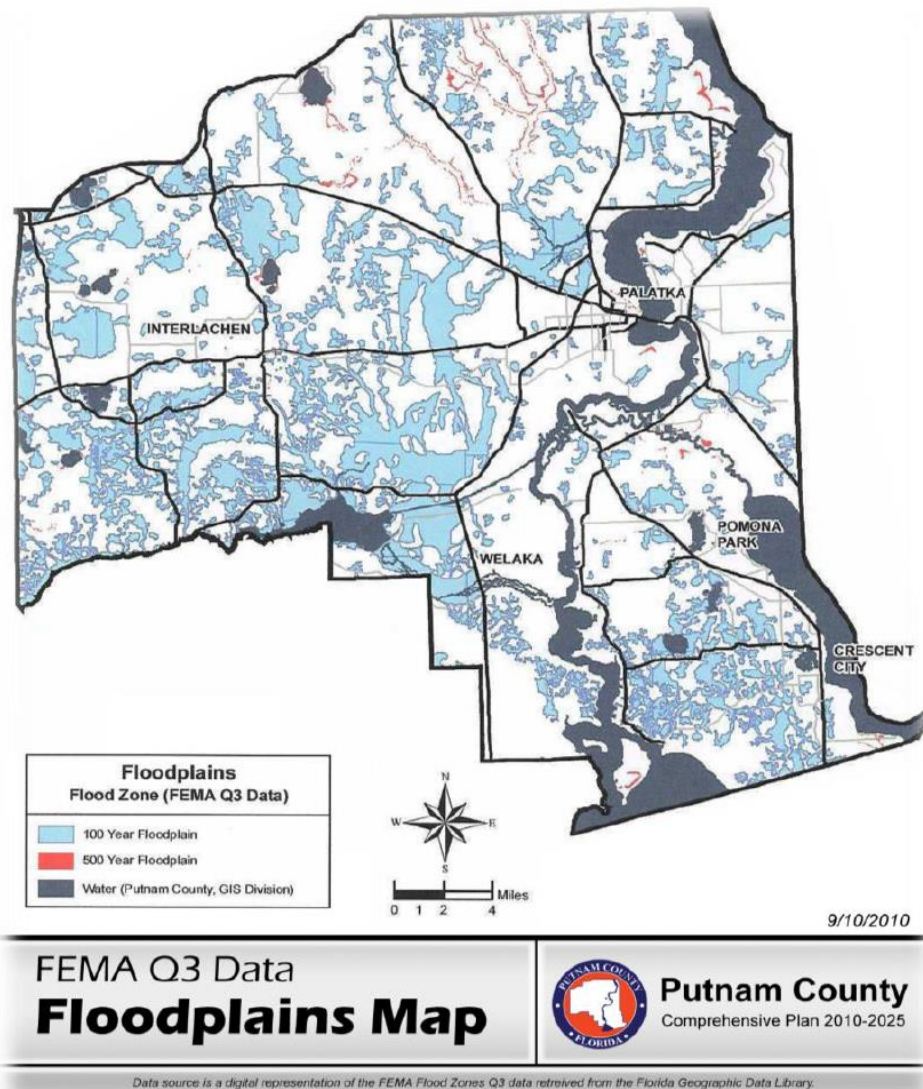 PALATKA
INTERLACHEN
POMONA
PARK
WELAKA
CRESCENT
CITY
Floodplains
Flood Zone (FEMA Q3 Data)
100 Year Floodplain
500 Year Floodplain
Water (Putnam County, GIS Division)
N
W E
S
Miles
0 1 2 4
9/10/2010
FEMA Q3 Data
Floodplains Map
PUTNAM COUNTY
FLORIDA
Putnam County
Comprehensive Plan 2010-2025
Data source is a digital representation of the FEMA Flood Zones Q3 data retreived from the Florida Geographic Data Library.